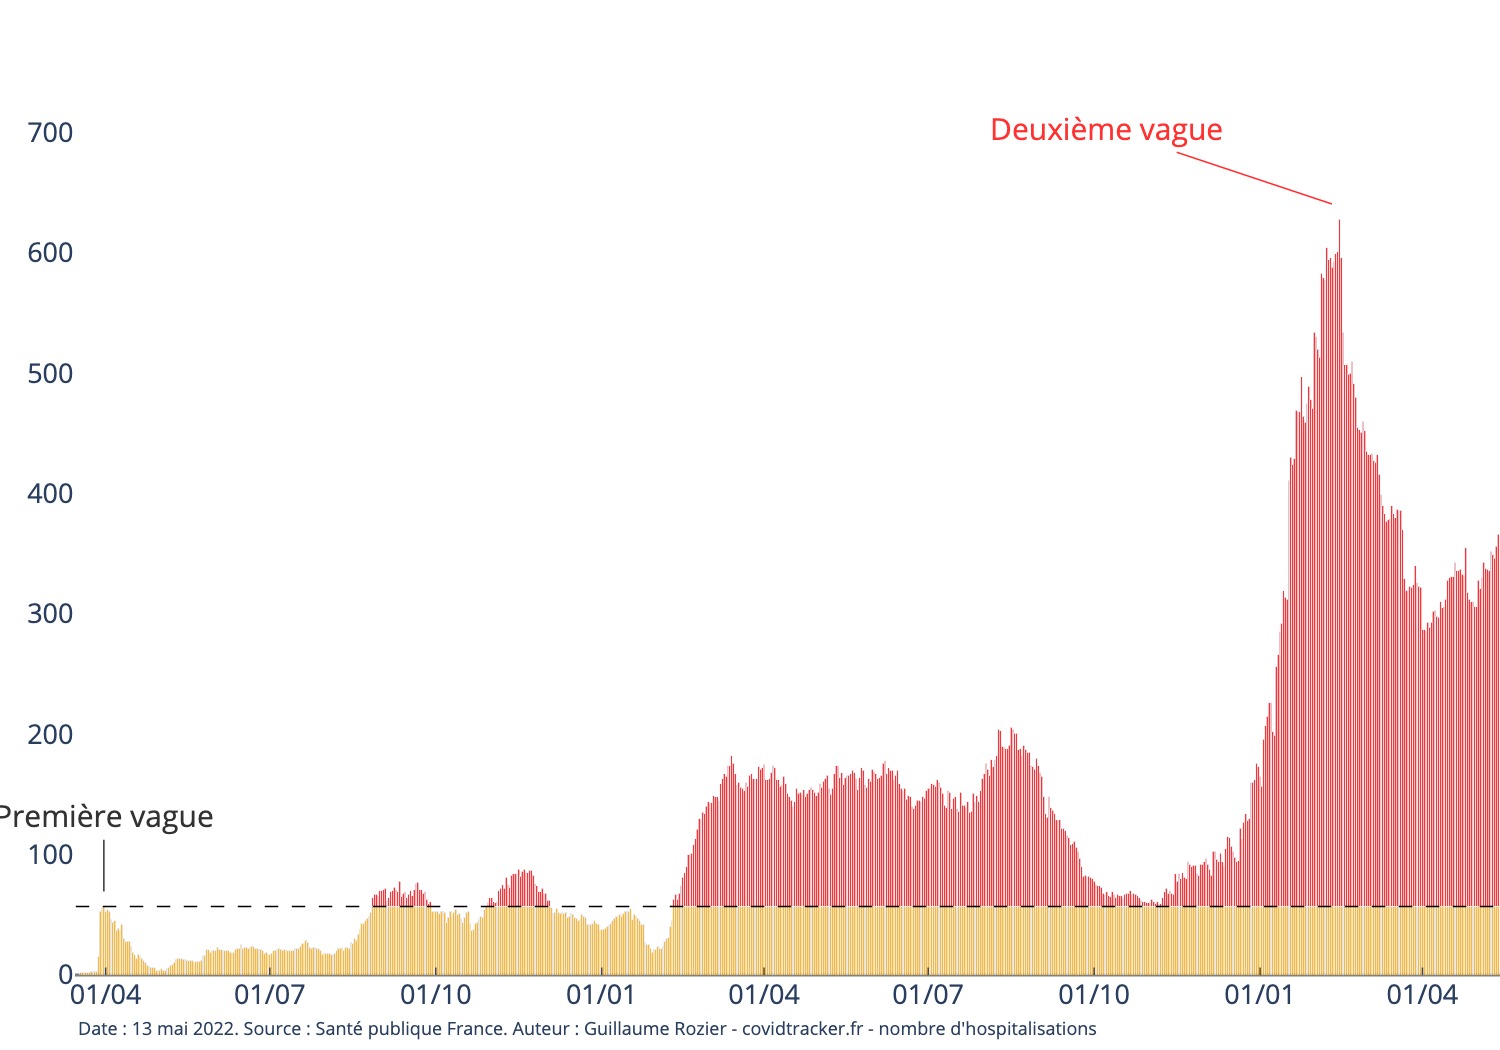 700
Deuxième vague
600
500
400
300
200
Première vague
100
0
01/04 01/07 01/10 01/01 01/04 01/07 01/10 01/01 01/04
Date : 13 mai 2022. Source : Santé publique France. Auteur : Guillaume Rozier - covidtracker.fr - nombre d'hospitalisations